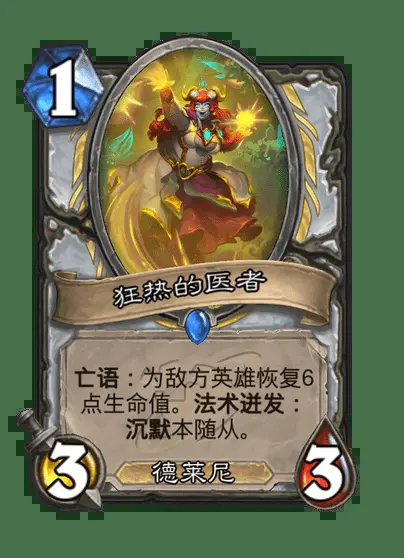 1
狂热的医者
亡语：为敌方英雄恢复6
点生命值。法术迸发：
沉默本随从。
3
德莱尼
3